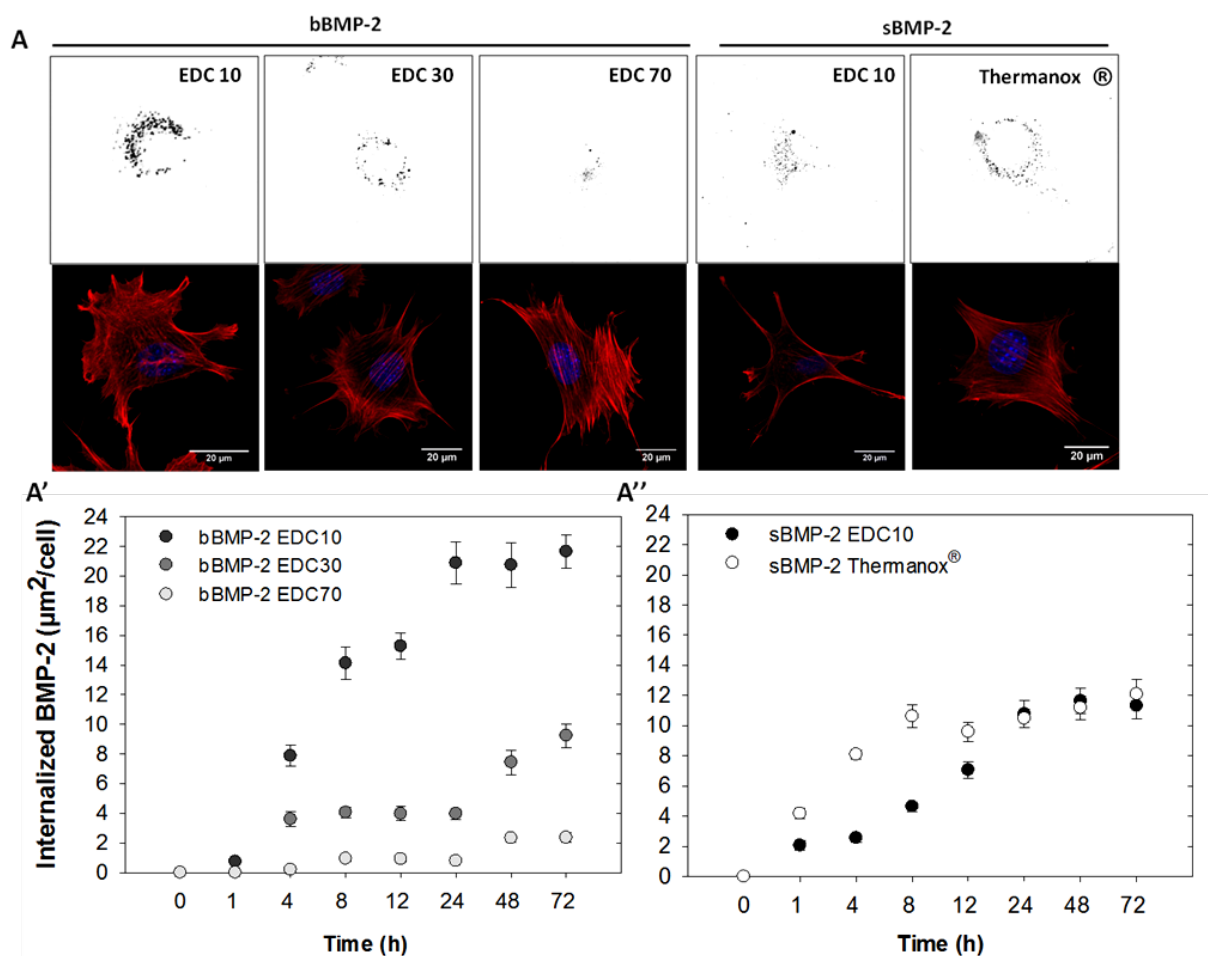 A
bBMP-2
sBMP-2
EDC 10
EDC 30
EDC 70
EDC 10
Thermanox ®
20 µm
20 µm
20 µm
20 µm
20 µm
A'
Internalized BMP-2 (µm²/cell)
24
22
20
18
16
14
12
10
8
6
4
2
0
bBMP-2 EDC10
bBMP-2 EDC30
bBMP-2 EDC70
0 1 4 8 12 24 48 72
Time (h)
A''
24
22
20
18
16
14
12
10
8
6
4
2
0
sBMP-2 EDC10
sBMP-2 Thermanox®
0 1 4 8 12 24 48 72
Time (h)